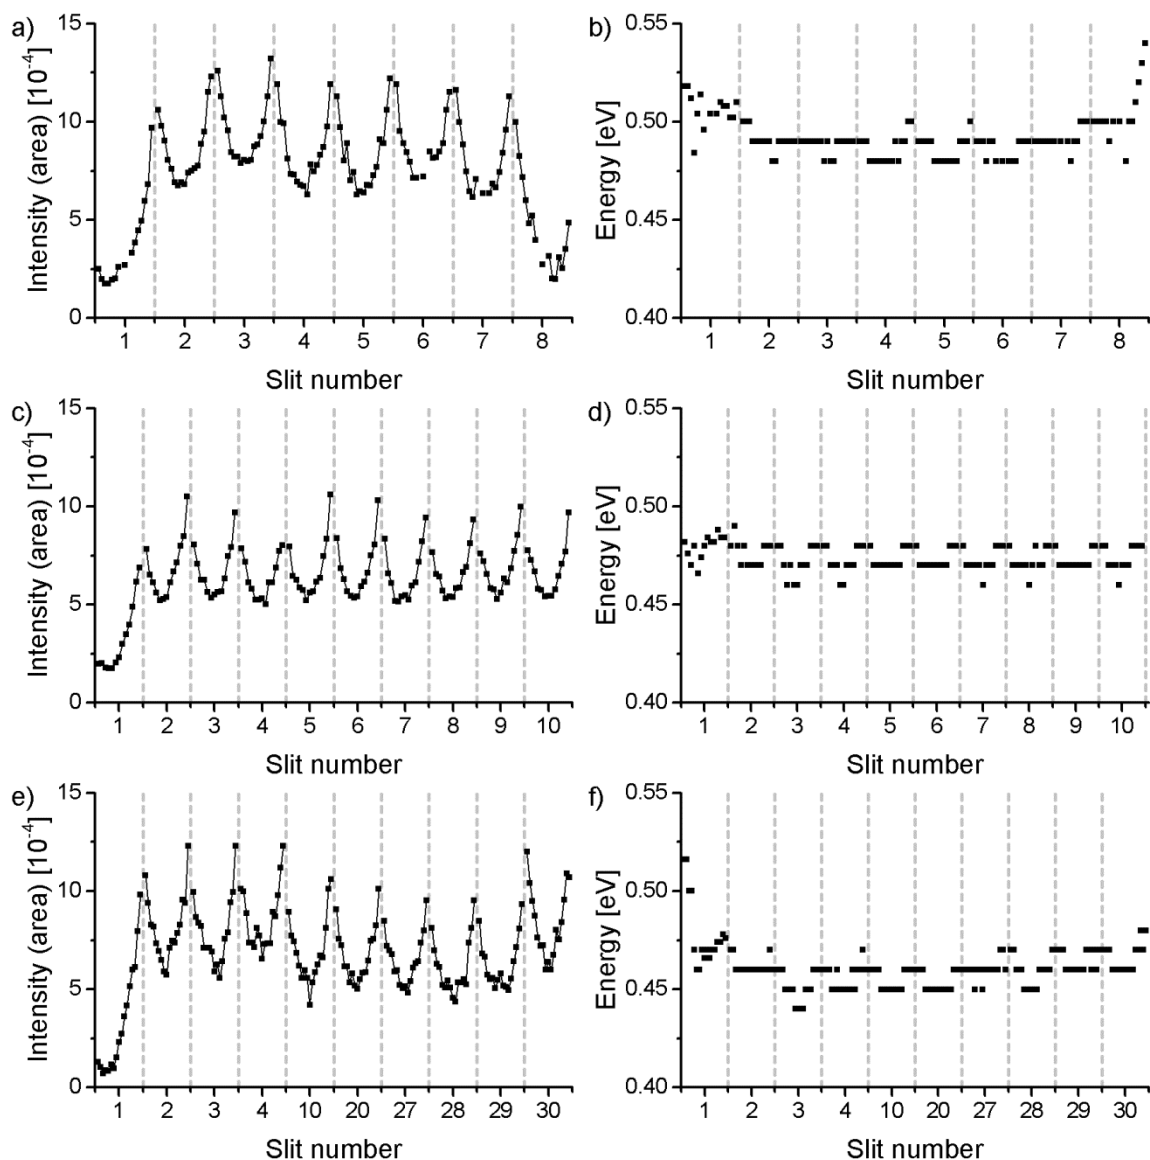 a)
Intensity (area) [10-4]
15
10
5
0
1 2 3 4 5 6 7 8
Slit number
b)
Energy [eV]
0.55
0.50
0.45
0.40
1 2 3 4 5 6 7 8
Slit number
c)
Intensity (area) [10-4]
15
10
5
0
1 2 3 4 5 6 7 8 9 10
Slit number
d)
Energy [eV]
0.55
0.50
0.45
0.40
1 2 3 4 5 6 7 8 9 10
Slit number
e)
Intensity (area) [10-4]
15
10
5
0
1 2 3 4 10 20 27 28 29 30
Slit number
f)
Energy [eV]
0.55
0.50
0.45
0.40
1 2 3 4 10 20 27 28 29 30
Slit number